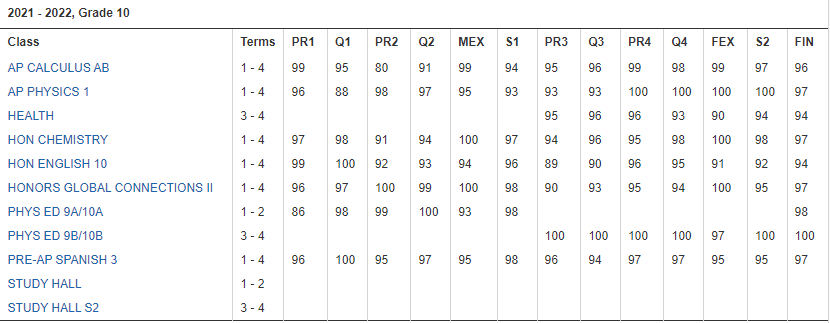 2021 - 2022, Grade 10
Class Terms PR1 Q1 PR2 Q2 MEX S1 PR3 Q3 PR4 Q4 FEX S2 FIN
AP CALCULUS AB 1 - 4 99 95 80 91 99 94 95 96 99 98 99 97 96
AP PHYSICS 1 1 - 4 96 88 98 97 95 93 93 93 100 100 100 100 97
HEALTH 3 - 4 95 96 96 93 90 94 94
HON CHEMISTRY 1 - 4 97 98 91 94 100 97 94 96 95 98 100 98 97
HON ENGLISH 10 1 - 4 99 100 92 93 94 96 89 90 96 95 91 92 94
HONORS GLOBAL CONNECTIONS II 1 - 4 96 97 100 99 100 98 90 93 95 94 100 95 97
PHYS ED 9A/10A 1 - 2 86 98 99 100 93 98 98
PHYS ED 9B/10B 3 - 4 100 100 100 100 97 100 100
PRE-AP SPANISH 3 1 - 4 96 100 95 97 95 98 96 94 97 97 95 95 97
STUDY HALL 1 - 2
STUDY HALL S2 3 - 4